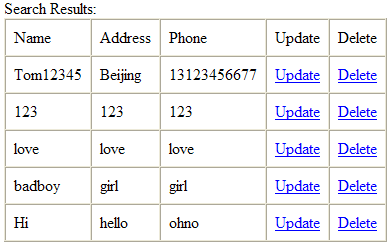 Search Results:
Name Address Phone Update Delete
Tom12345 Beijing 13123456677 Update Delete
123 123 123 Update Delete
love love love Update Delete
badboy girl girl Update Delete
Hi hello ohno Update Delete